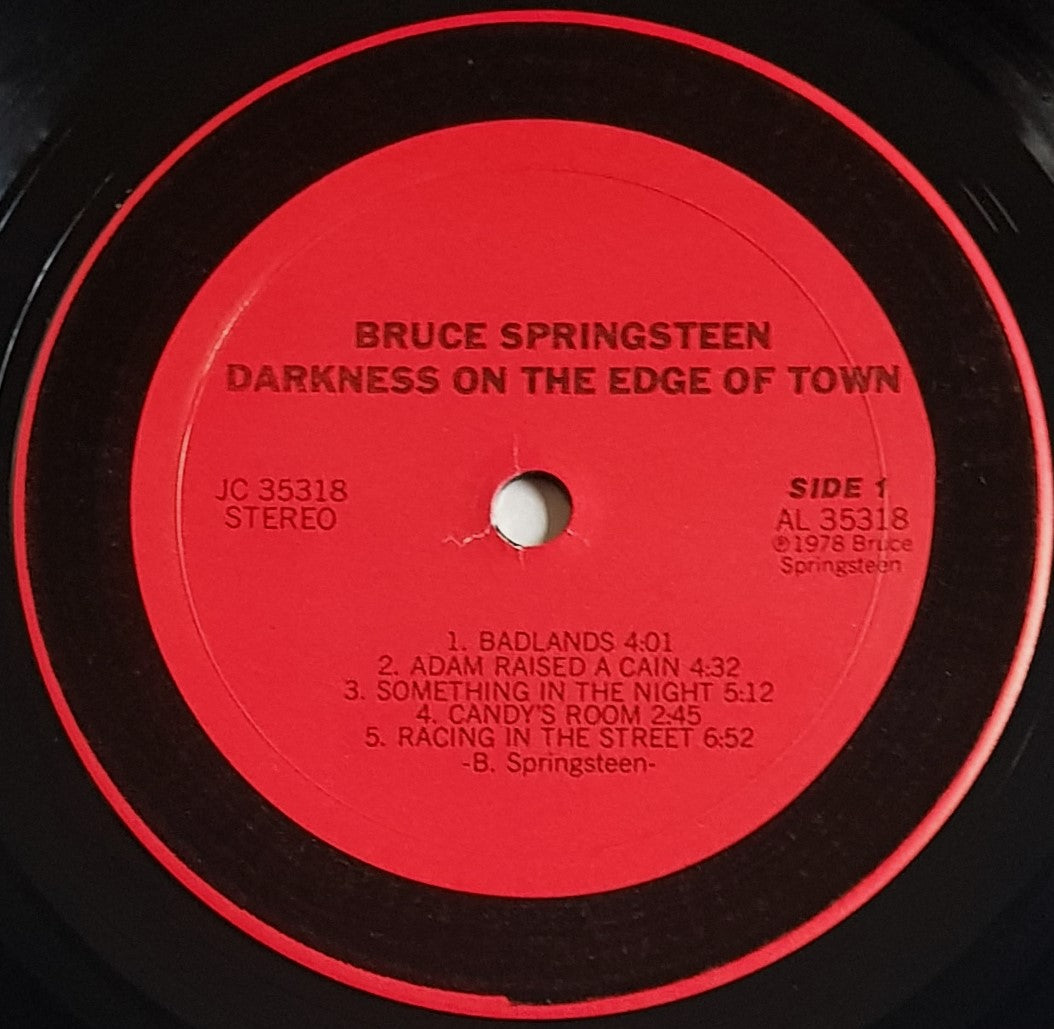 BRUCE SPRINGSTEEN
DARKNESS ON THE EDGE OF TOWN
JC 35318
STEREO
SIDE 1
AL 35318
℗1978 Bruce
Springsteen
1. BADLANDS 4:01
2. ADAM RAISED A CAIN 4:32
3. SOMETHING IN THE NIGHT 5:12
4. CANDY'S ROOM 2:45
5. RACING IN THE STREET 6:52
-B. Springsteen-